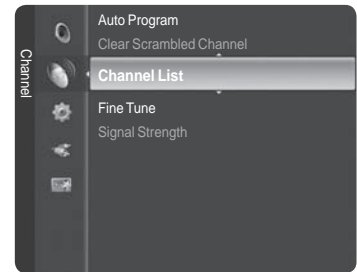 Channel
Auto Program
Clear Scrambled Channel
Channel List
Fine Tune
Signal Strength